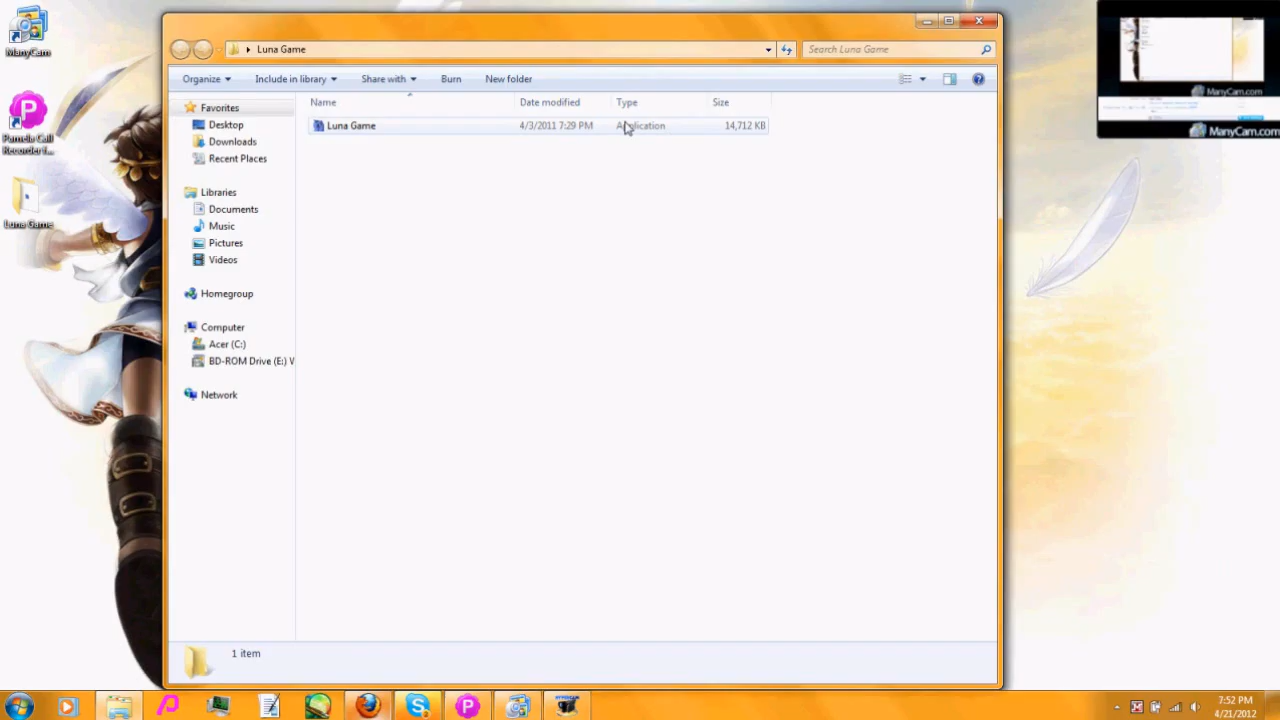 ManyCam
Pamela Call
Recorder f...
Luna Game
Luna Game
Search Luna Game
Organize
Include in library
Share with
Burn
New folder
Name
Date modified
Type
Size
Luna Game
4/3/2011 7:29 PM
Application
14,712 KB
Favorites
Desktop
Downloads
Recent Places
Libraries
Documents
Music
Pictures
Videos
Homegroup
Computer
Acer (C:)
BD-ROM Drive (E:) V
Network
1 item
ManyCam.com
ManyCam.com
7:52 PM
4/21/2012